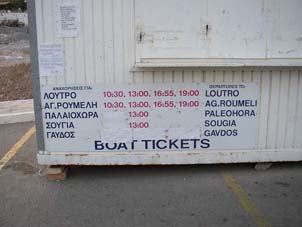 ΑΝΑΧΩΡΗΣΕΙΣ ΓΙΑ: DEPARTURES TO:
ΛΟΥΤΡΟ 10:30, 13:00, 16:55, 19:00 LOUTRO
ΑΓ.ΡΟΥΜΕΛΗ 10:30, 13:00, 16:55, 19:00 AG.ROUMELI
ΠΑΛΑΙΟΧΩΡΑ 13:00 PALEOHORA
ΣΟΥΓΙΑ 13:00 SOUGIA
ΓΑΥΔΟΣ GAVDOS
BOAT TICKETS